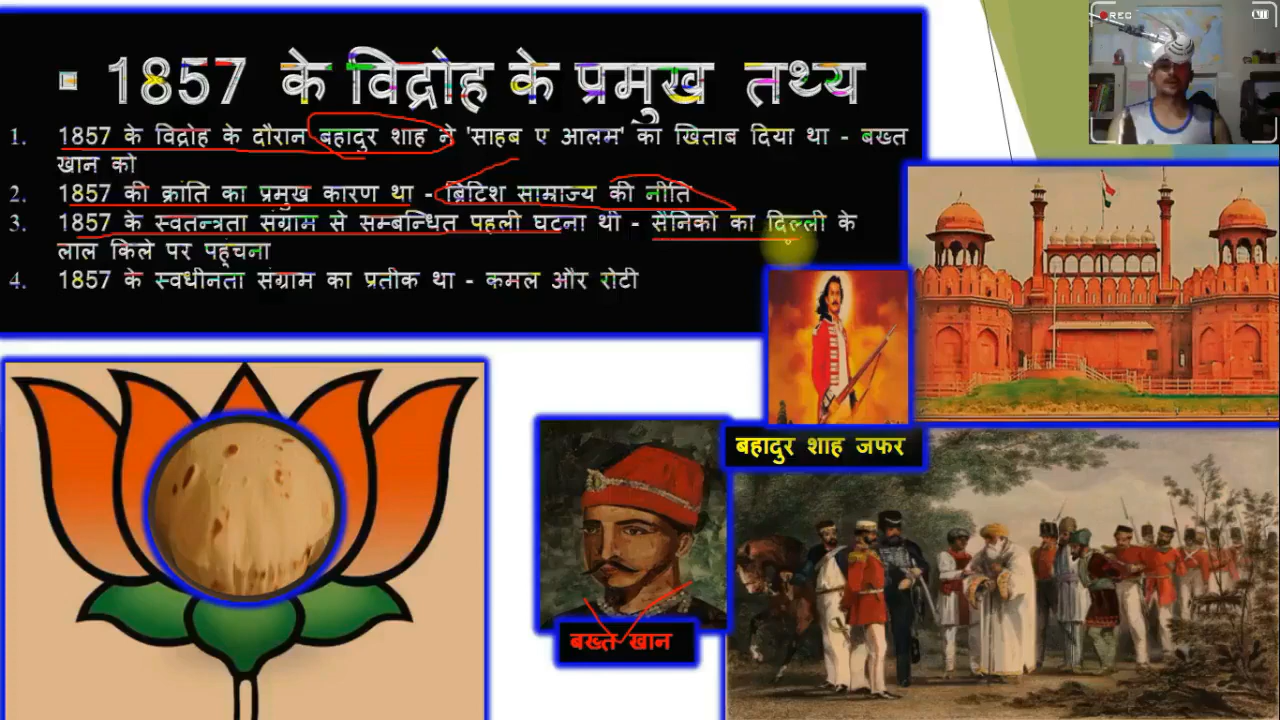 REC
▪ 1857 के विद्रोह के प्रमुख तथ्य
1. 1857 के विद्रोह के दौरान बहादुर शाह ने 'साहब ए आलम' का खिताब दिया था - बख्त
खान को
2. 1857 की क्रांति का प्रमुख कारण था - ब्रिटिश साम्राज्य की नीति
3. 1857 के स्वतन्त्रता संग्राम से सम्बन्धित पहली घटना थी - सैनिको का दिल्ली के
लाल किले पर पहूंचना
4. 1857 के स्वधीनता संग्राम का प्रतीक था - कमल और रोटी
बहादुर शाह जफर
बख्त खान